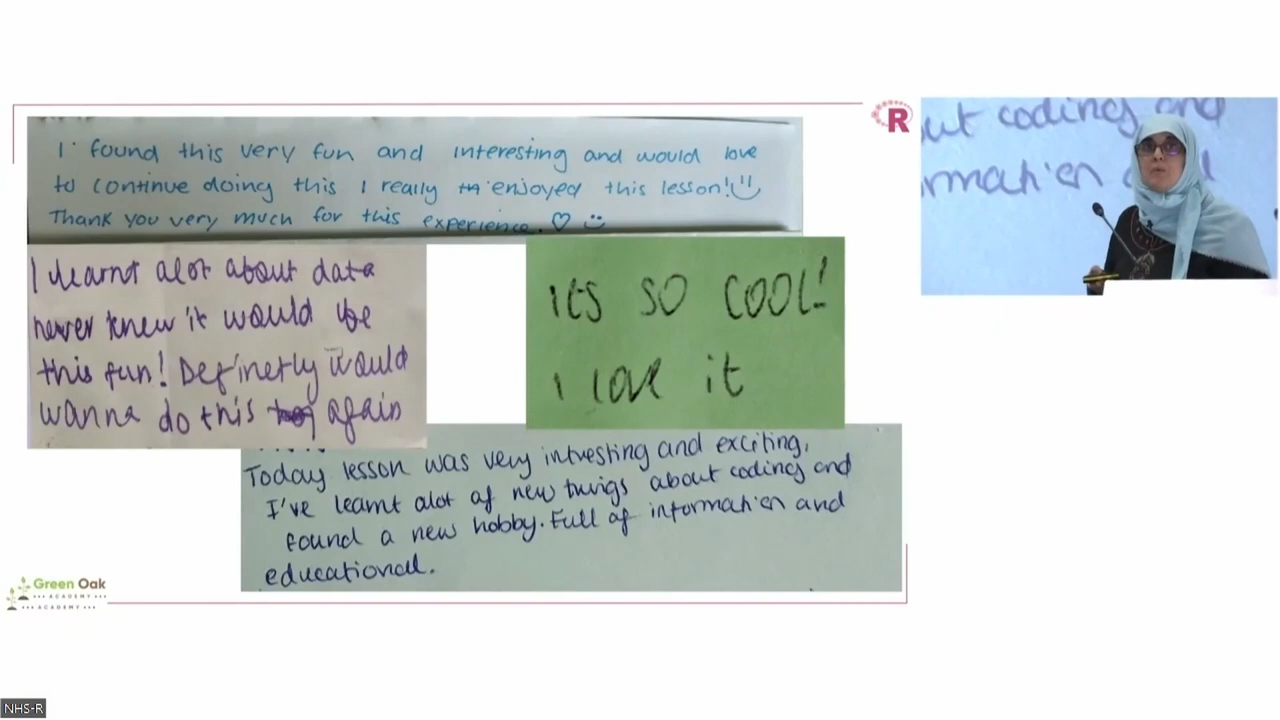 I found this very fun and interesting and would love
to continue doing this I really enjoyed this lesson!
Thank you very much for this experience.
I learnt alot about data
never knew it would be
this fun! Definetly would
wanna do this again
its so cool!
i love it
Today lesson was very intresting and exciting,
I've learnt alot of new things about coding and
found a new hobby. Full of information and
educational.
R
out coding and
Green Oak
ACADEMY
ACADEMY
NHS-R